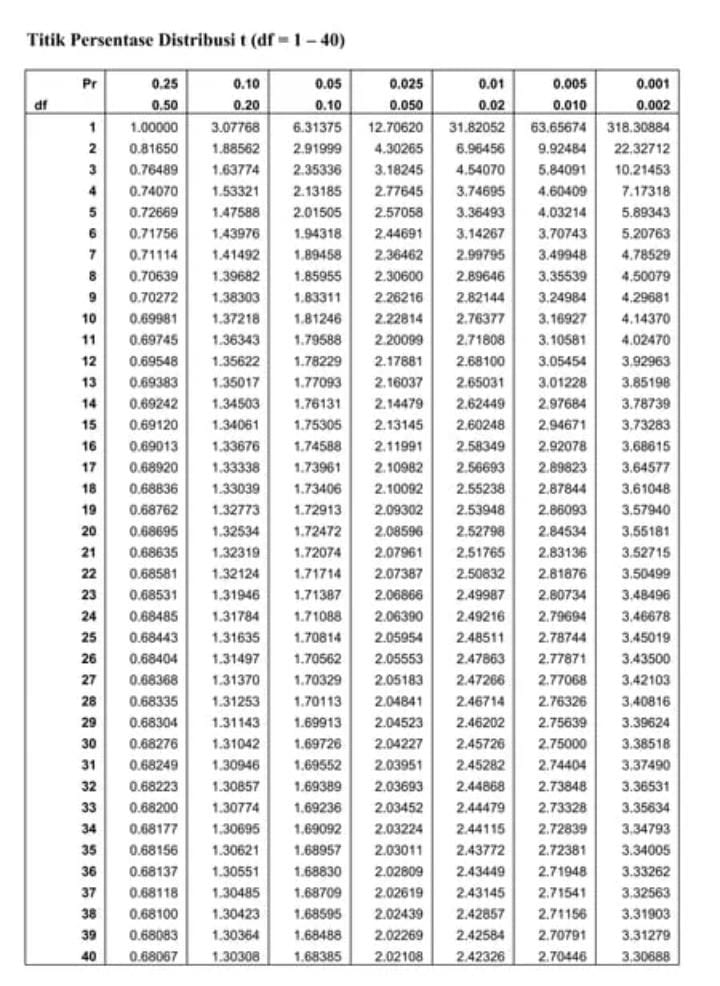 Titik Persentase Distribusi t (df = 1 – 40)
Pr 0.25 0.10 0.05 0.025 0.01 0.005 0.001
df 0.50 0.20 0.10 0.050 0.02 0.010 0.002
1 1.00000 3.07768 6.31375 12.70620 31.82052 63.65674 318.30884
2 0.81650 1.88562 2.91999 4.30265 6.96456 9.92484 22.32712
3 0.76489 1.63774 2.35336 3.18245 4.54070 5.84091 10.21453
4 0.74070 1.53321 2.13185 2.77645 3.74695 4.60409 7.17318
5 0.72669 1.47588 2.01505 2.57058 3.36493 4.03214 5.89343
6 0.71756 1.43976 1.94318 2.44691 3.14267 3.70743 5.20763
7 0.71114 1.41492 1.89458 2.36462 2.99795 3.49948 4.78529
8 0.70639 1.39682 1.85955 2.30600 2.89646 3.35539 4.50079
9 0.70272 1.38303 1.83311 2.26216 2.82144 3.24984 4.29681
10 0.69981 1.37218 1.81246 2.22814 2.76377 3.16927 4.14370
11 0.69745 1.36343 1.79588 2.20099 2.71808 3.10581 4.02470
12 0.69548 1.35622 1.78229 2.17881 2.68100 3.05454 3.92963
13 0.69383 1.35017 1.77093 2.16037 2.65031 3.01228 3.85198
14 0.69242 1.34503 1.76131 2.14479 2.62449 2.97684 3.78739
15 0.69120 1.34061 1.75305 2.13145 2.60248 2.94671 3.73283
16 0.69013 1.33676 1.74588 2.11991 2.58349 2.92078 3.68615
17 0.68920 1.33338 1.73961 2.10982 2.56693 2.89823 3.64577
18 0.68836 1.33039 1.73406 2.10092 2.55238 2.87844 3.61048
19 0.68762 1.32773 1.72913 2.09302 2.53948 2.86093 3.57940
20 0.68695 1.32534 1.72472 2.08596 2.52798 2.84534 3.55181
21 0.68635 1.32319 1.72074 2.07961 2.51765 2.83136 3.52715
22 0.68581 1.32124 1.71714 2.07387 2.50832 2.81876 3.50499
23 0.68531 1.31946 1.71387 2.06866 2.49987 2.80734 3.48496
24 0.68485 1.31784 1.71088 2.06390 2.49216 2.79694 3.46678
25 0.68443 1.31635 1.70814 2.05954 2.48511 2.78744 3.45019
26 0.68404 1.31497 1.70562 2.05553 2.47863 2.77871 3.43500
27 0.68368 1.31370 1.70329 2.05183 2.47266 2.77068 3.42103
28 0.68335 1.31253 1.70113 2.04841 2.46714 2.76326 3.40816
29 0.68304 1.31143 1.69913 2.04523 2.46202 2.75639 3.39624
30 0.68276 1.31042 1.69726 2.04227 2.45726 2.75000 3.38518
31 0.68249 1.30946 1.69552 2.03951 2.45282 2.74404 3.37490
32 0.68223 1.30857 1.69389 2.03693 2.44868 2.73848 3.36531
33 0.68200 1.30774 1.69236 2.03452 2.44479 2.73328 3.35634
34 0.68177 1.30695 1.69092 2.03224 2.44115 2.72839 3.34793
35 0.68156 1.30621 1.68957 2.03011 2.43772 2.72381 3.34005
36 0.68137 1.30551 1.68830 2.02809 2.43449 2.71948 3.33262
37 0.68118 1.30485 1.68709 2.02619 2.43145 2.71541 3.32563
38 0.68100 1.30423 1.68595 2.02439 2.42857 2.71156 3.31903
39 0.68083 1.30364 1.68488 2.02269 2.42584 2.70791 3.31279
40 0.68067 1.30308 1.68385 2.02108 2.42326 2.70446 3.30688